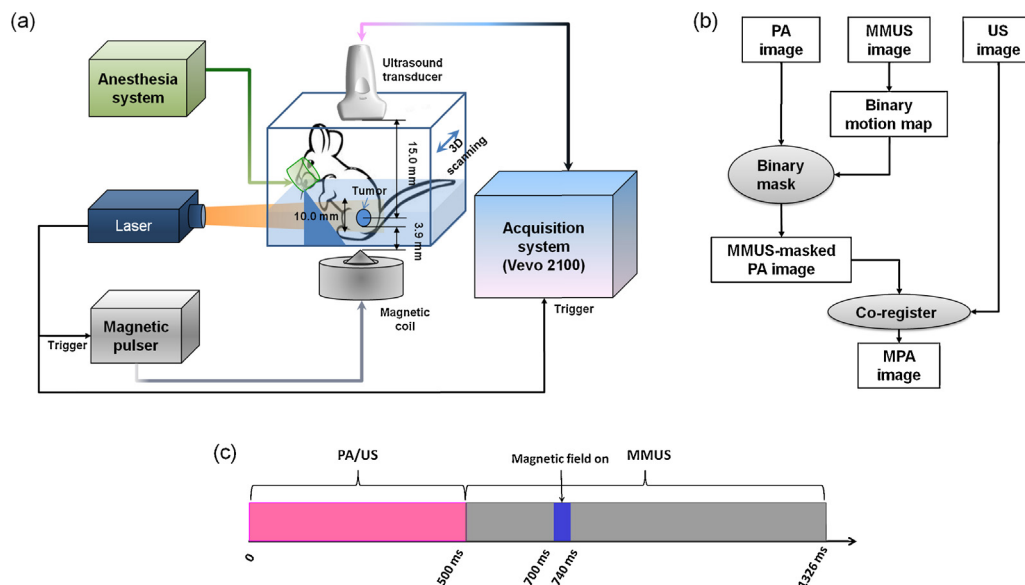 (a)
Anesthesia
system
Ultrasound
transducer
3D
scanning
15.0 mm
Tumor
10.0 mm
3.9 mm
Laser
Acquisition
system
(Vevo 2100)
Magnetic
coil
Trigger
Magnetic
pulser
Trigger
(b)
PA
image
MMUS
image
US
image
Binary
motion map
Binary
mask
MMUS-masked
PA image
Co-register
MPA
image
(c)
PA/US
Magnetic field on
MMUS
0
500 ms
700 ms
740 ms
1326 ms